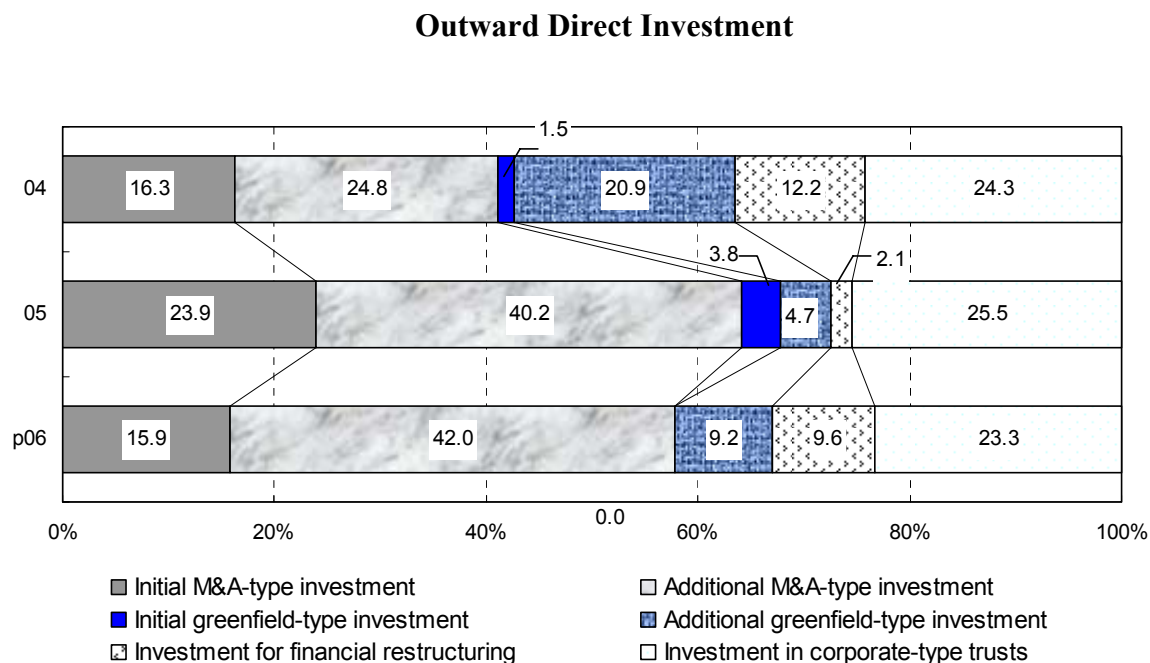 Outward Direct Investment
1.5
04 16.3 24.8 20.9 12.2 24.3
3.8 2.1
05 23.9 40.2 4.7 25.5
p06 15.9 42.0 9.2 9.6 23.3
0.0
0% 20% 40% 60% 80% 100%
Initial M&A-type investment Additional M&A-type investment
Initial greenfield-type investment Additional greenfield-type investment
Investment for financial restructuring Investment in corporate-type trusts